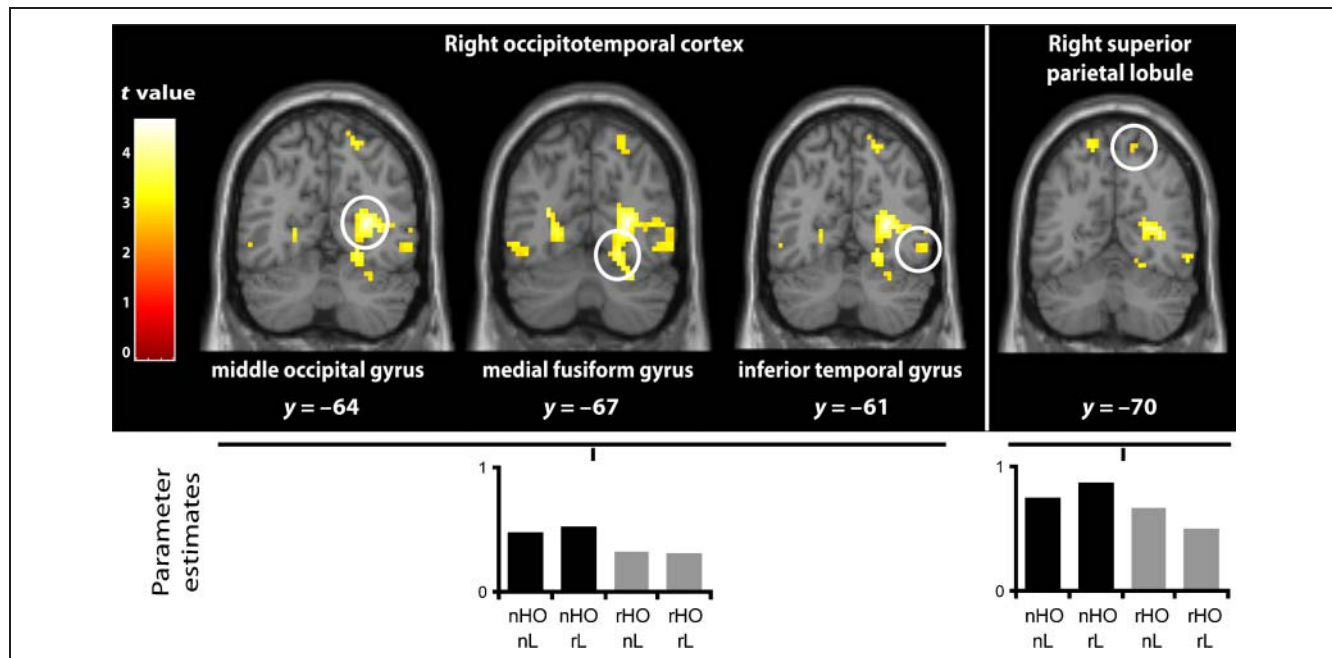 Right occipitotemporal cortex
Right superior
parietal lobule
t value
4
3
2
1
0
middle occipital gyrus
medial fusiform gyrus
inferior temporal gyrus
y = –64
y = –67
y = –61
y = –70
Parameter
estimates
1
0
nHO nHO rHO rHO
nL rL nL rL
1
0
nHO nHO rHO rHO
nL rL nL rL